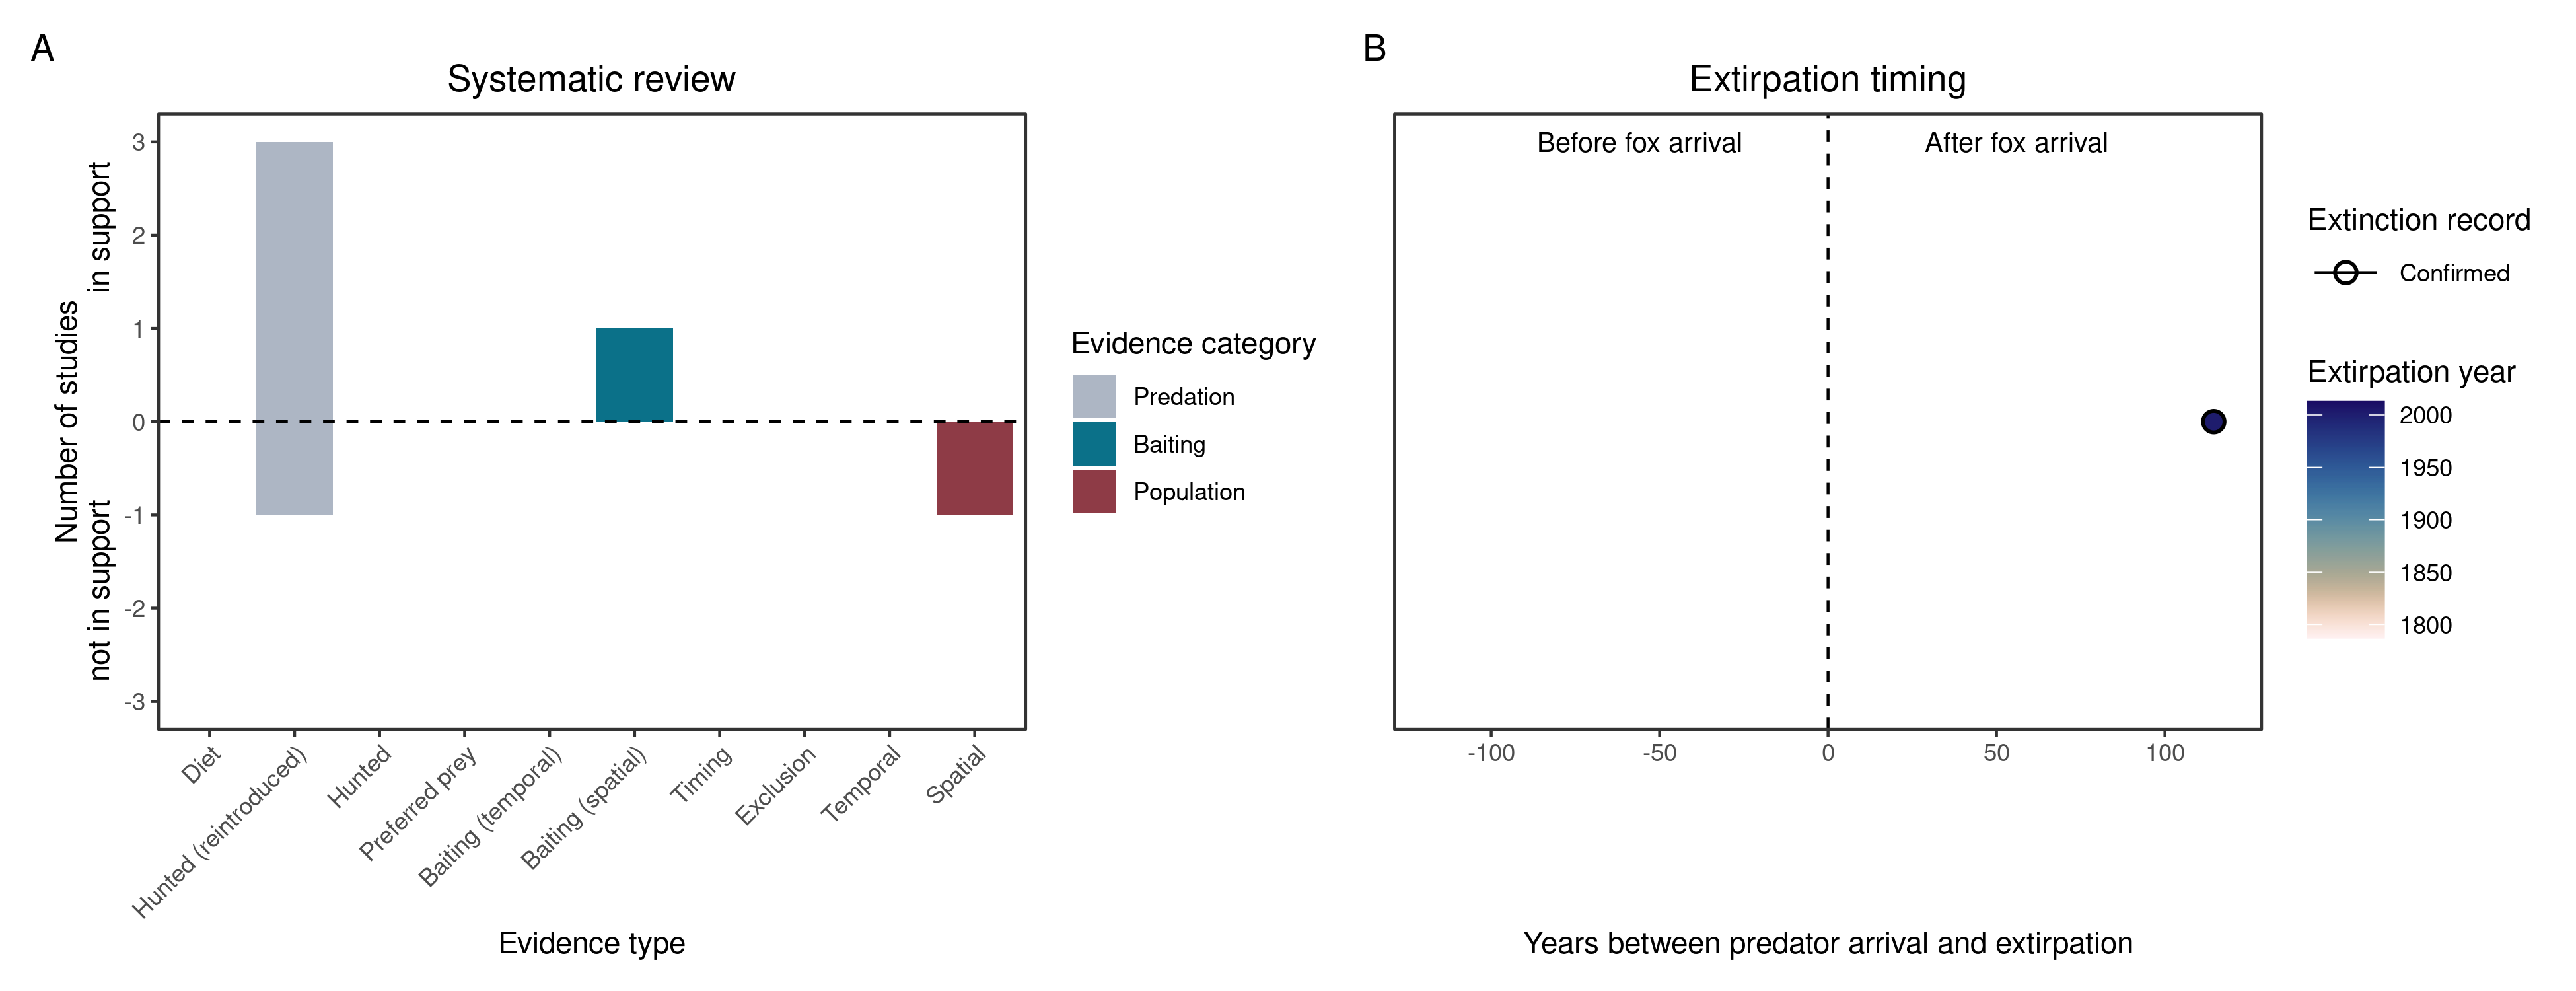 A
Systematic review
Number of studies
in support
not in support
3
2
1
0
-1
-2
-3
Diet
Hunted (reintroduced)
Hunted
Preferred prey
Baiting (temporal)
Baiting (spatial)
Timing
Exclusion
Temporal
Spatial
Evidence type
Evidence category
Predation
Baiting
Population
B
Extirpation timing
Before fox arrival
After fox arrival
-100
-50
0
50
100
Years between predator arrival and extirpation
Extinction record
Confirmed
Extirpation year
2000
1950
1900
1850
1800